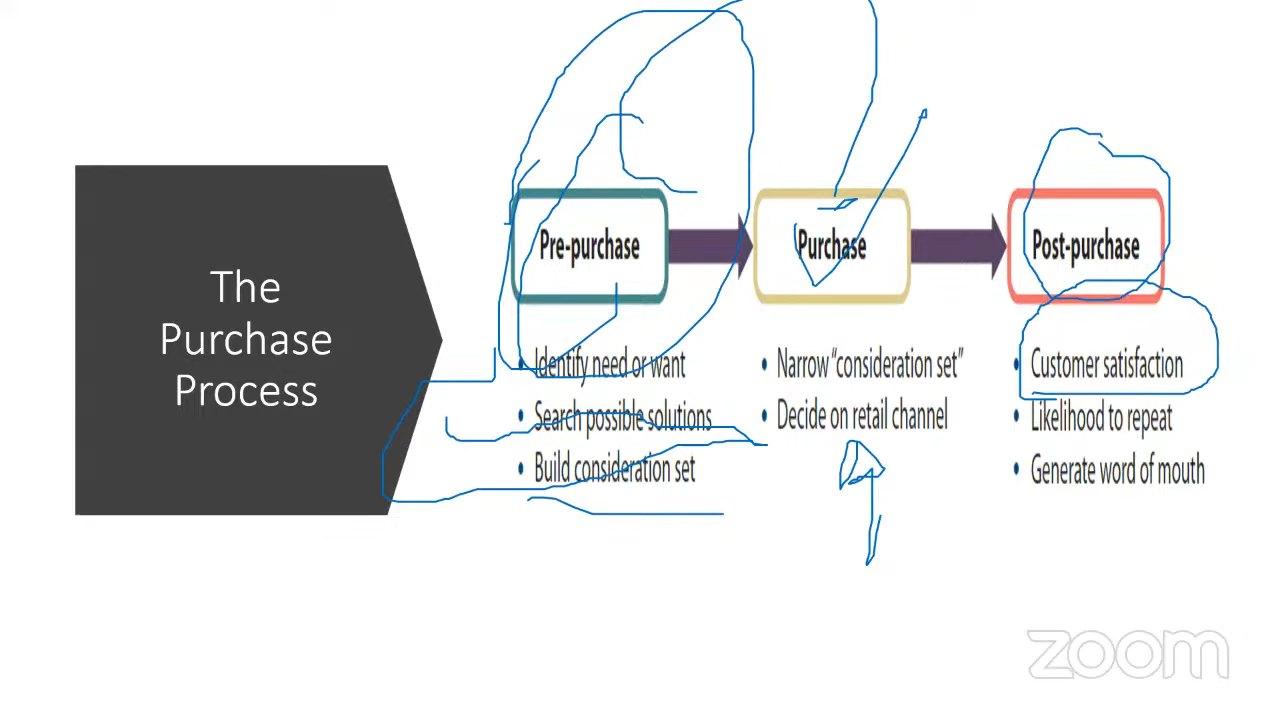 The
Purchase
Process
Pre-purchase
• Identify need or want
• Search possible solutions
• Build consideration set
Purchase
• Narrow “consideration set”
• Decide on retail channel
Post-purchase
• Customer satisfaction
• Likelihood to repeat
• Generate word of mouth
zoom